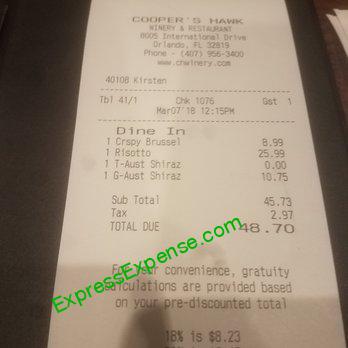 COOPER'S HAWK
WINERY & RESTAURANT
8005 International Drive
Orlando, FL 32819
Phone - (407) 956-3400
www.chwinery.com
40108 Kirsten
Tbl 41/1 Chk 1076 Gst 1
Mar07'18 12:15PM
Dine In
1 Crspy Brussel 8.99
1 Risotto 25.99
1 T-Aust Shiraz 0.00
1 G-Aust Shiraz 10.75
Sub Total 45.73
Tax 2.97
TOTAL DUE 48.70
ExpressExpense.com
For your convenience, gratuity
calculations are provided based
on your pre-discounted total
18% is $8.23